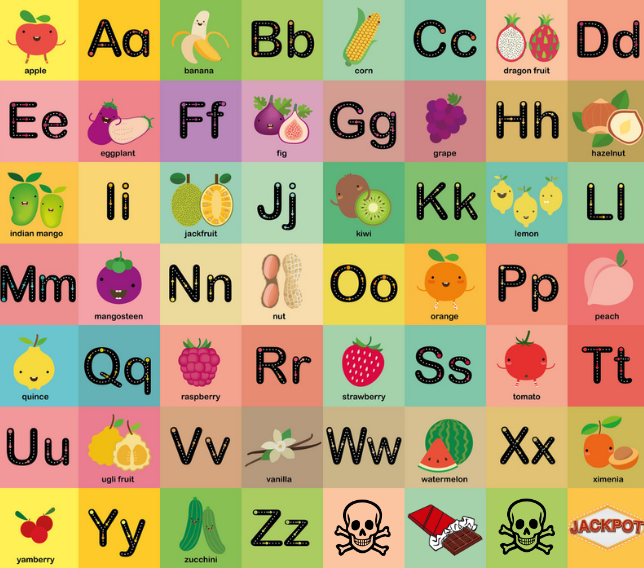 apple
Aa
banana
Bb
corn
Cc
dragon fruit
Dd
Ee
eggplant
Ff
fig
Gg
grape
Hh
hazelnut
indian mango
Ii
jackfruit
Jj
kiwi
Kk
lemon
Ll
Mm
mangosteen
Nn
nut
Oo
orange
Pp
peach
quince
Qq
raspberry
Rr
strawberry
Ss
tomato
Tt
Uu
ugli fruit
Vv
vanilla
Ww
watermelon
Xx
ximenia
yamberry
Yy
zucchini
Zz
JACKPOT